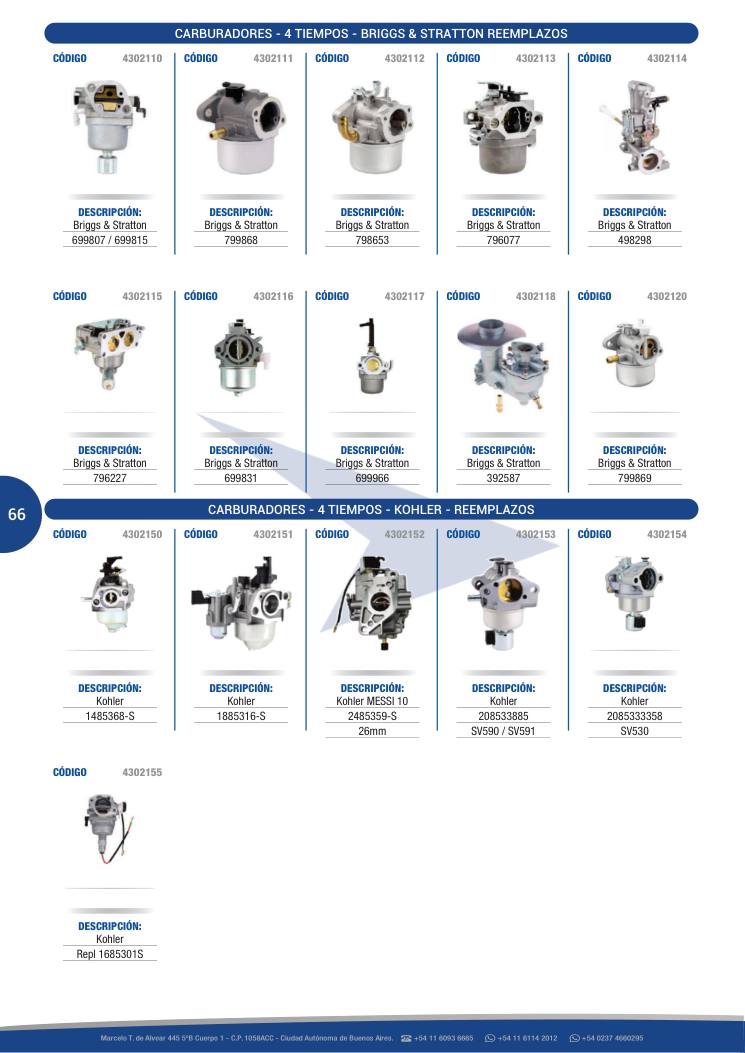 CARBURADORES - 4 TIEMPOS - BRIGGS & STRATTON REEMPLAZOS
CÓDIGO 4302110
DESCRIPCIÓN:
Briggs & Stratton
699807 / 699815
CÓDIGO 4302111
DESCRIPCIÓN:
Briggs & Stratton
799868
CÓDIGO 4302112
DESCRIPCIÓN:
Briggs & Stratton
798653
CÓDIGO 4302113
DESCRIPCIÓN:
Briggs & Stratton
796077
CÓDIGO 4302114
DESCRIPCIÓN:
Briggs & Stratton
498298
CÓDIGO 4302115
DESCRIPCIÓN:
Briggs & Stratton
796227
CÓDIGO 4302116
DESCRIPCIÓN:
Briggs & Stratton
699831
CÓDIGO 4302117
DESCRIPCIÓN:
Briggs & Stratton
699966
CÓDIGO 4302118
DESCRIPCIÓN:
Briggs & Stratton
392587
CÓDIGO 4302120
DESCRIPCIÓN:
Briggs & Stratton
799869
66
CARBURADORES - 4 TIEMPOS - KOHLER - REEMPLAZOS
CÓDIGO 4302150
DESCRIPCIÓN:
Kohler
1485368-S
CÓDIGO 4302151
DESCRIPCIÓN:
Kohler
1885316-S
CÓDIGO 4302152
DESCRIPCIÓN:
Kohler MESSI 10
2485359-S
26mm
CÓDIGO 4302153
DESCRIPCIÓN:
Kohler
208533885
SV590 / SV591
CÓDIGO 4302154
DESCRIPCIÓN:
Kohler
2085333358
SV530
CÓDIGO 4302155
DESCRIPCIÓN:
Kohler
Repl 1685301S
Marcelo T. de Alvear 445 5ºB Cuerpo 1 - C.P. 1058ACC - Ciudad Autónoma de Buenos Aires. +54 11 6093 6665 +54 11 6114 2012 +54 0237 4660295